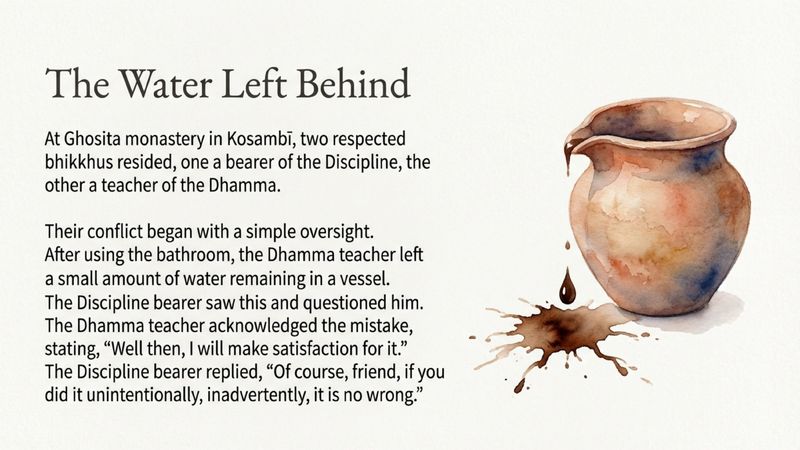 The Water Left Behind
At Ghosita monastery in Kosambī, two respected
bhikkhus resided, one a bearer of the Discipline, the
other a teacher of the Dhamma.
Their conflict began with a simple oversight.
After using the bathroom, the Dhamma teacher left
a small amount of water remaining in a vessel.
The Discipline bearer saw this and questioned him.
The Dhamma teacher acknowledged the mistake,
stating, “Well then, I will make satisfaction for it.”
The Discipline bearer replied, “Of course, friend, if you
did it unintentionally, inadvertently, it is no wrong.”